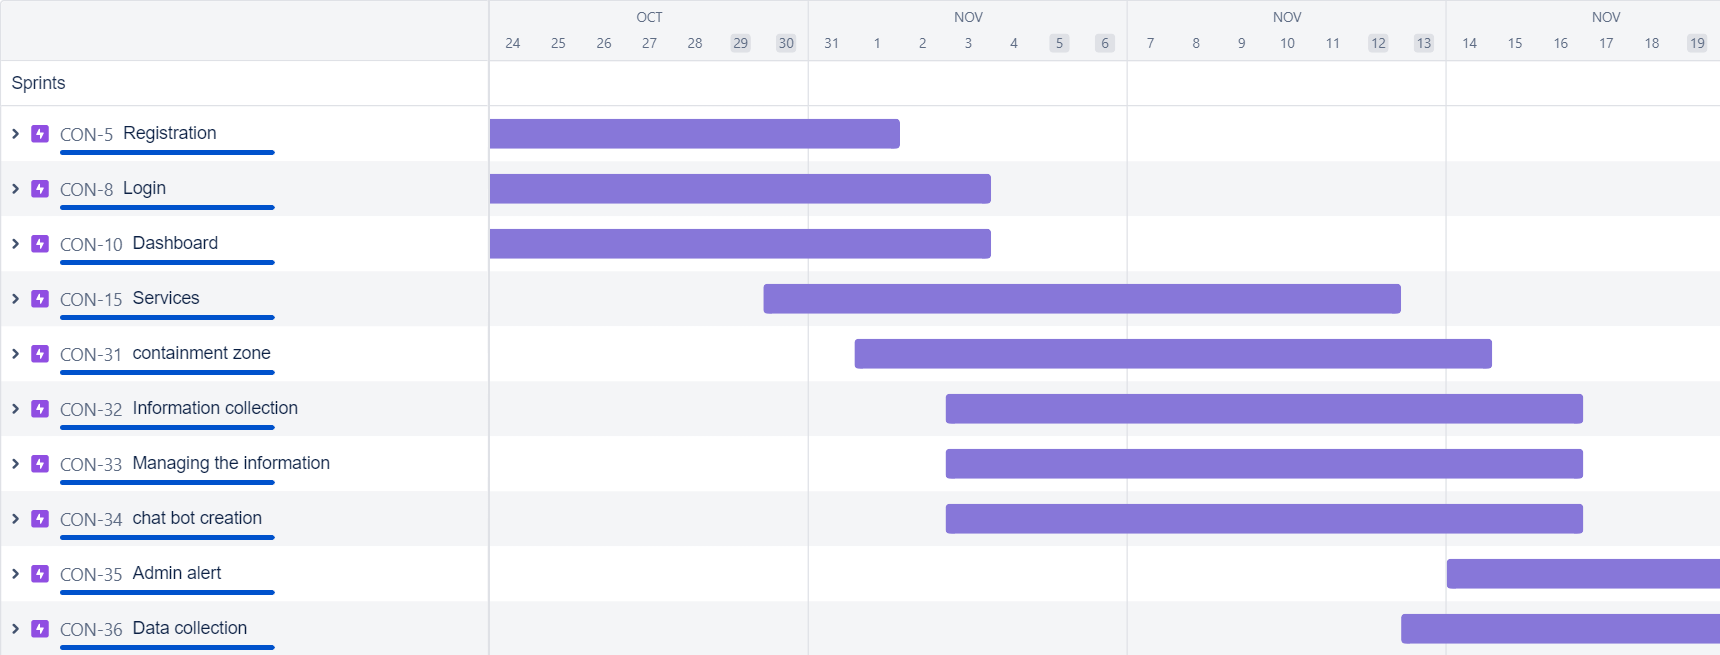 OCT NOV NOV NOV
24 25 26 27 28 29 30 31 1 2 3 4 5 6 7 8 9 10 11 12 13 14 15 16 17 18 19
Sprints
CON-5 Registration
CON-8 Login
CON-10 Dashboard
CON-15 Services
CON-31 containment zone
CON-32 Information collection
CON-33 Managing the information
CON-34 chat bot creation
CON-35 Admin alert
CON-36 Data collection